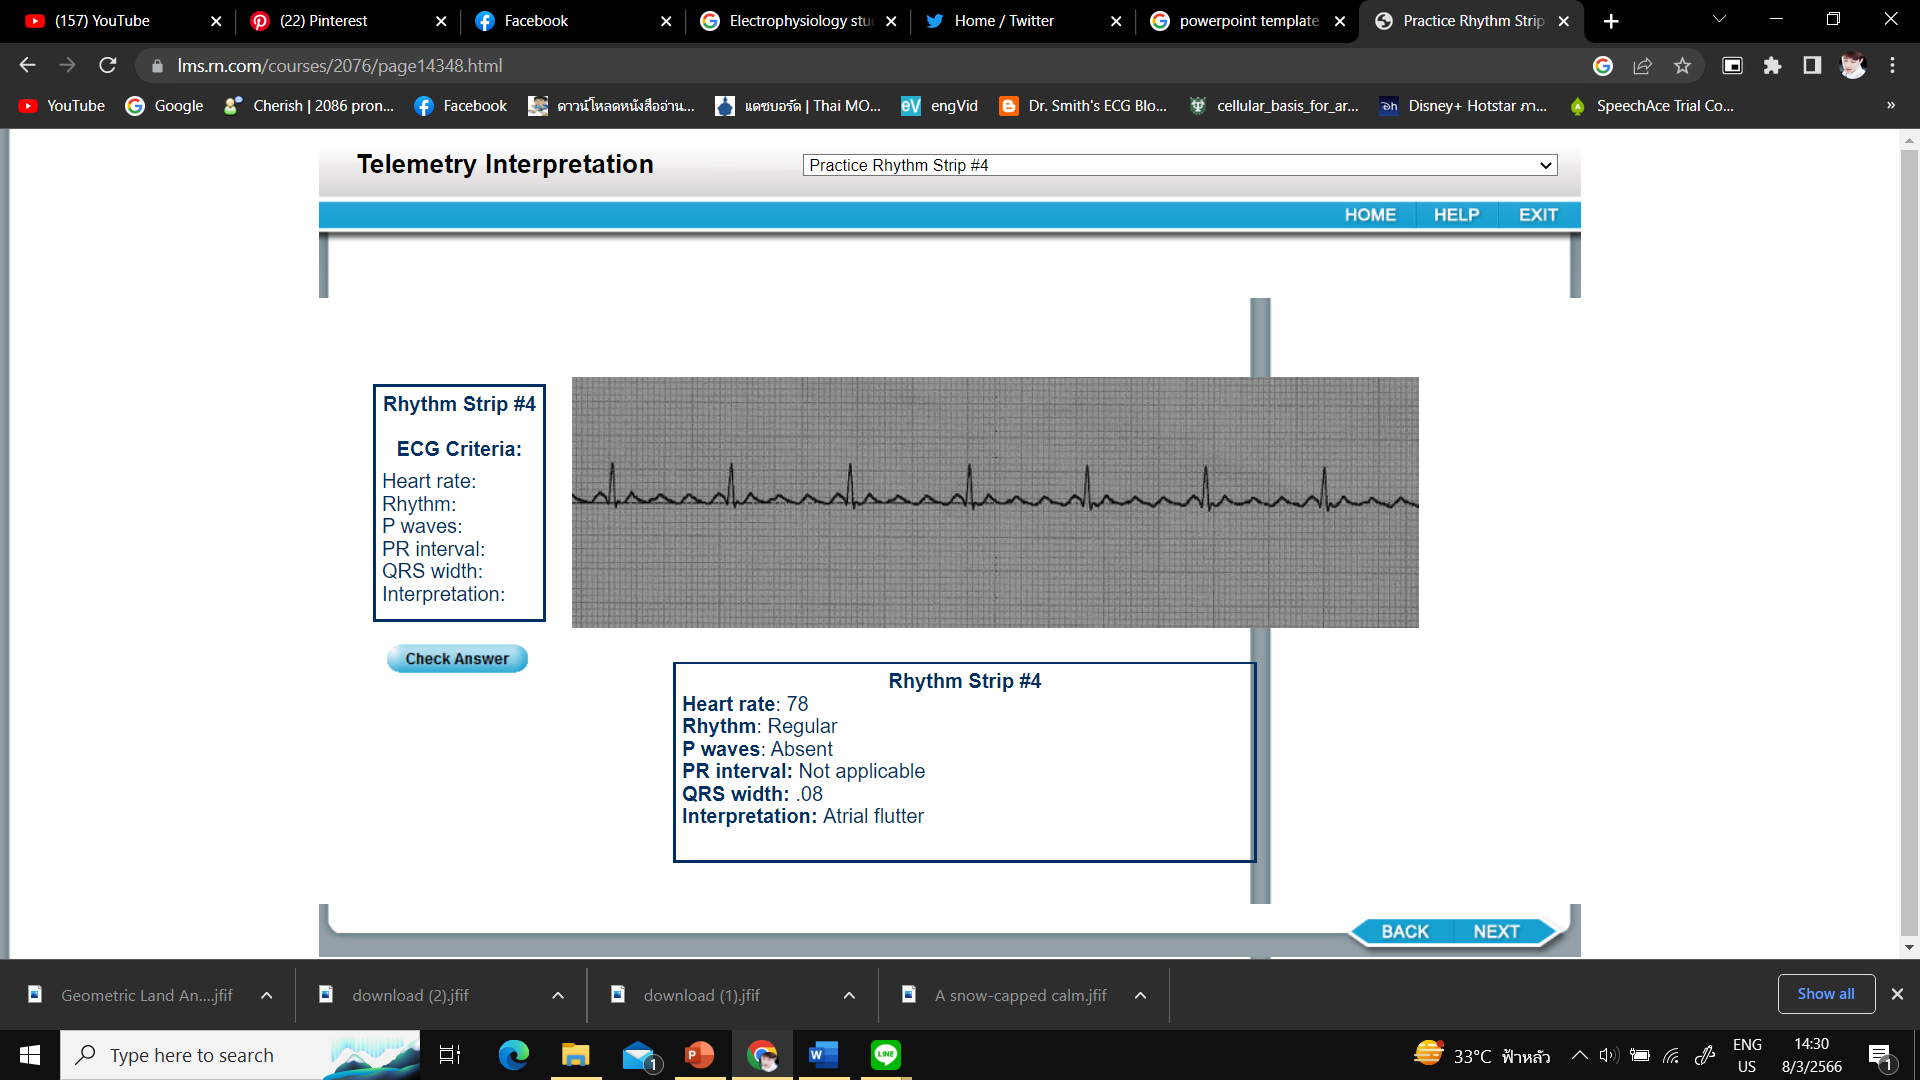 (157) YouTube
(22) Pinterest
Facebook
Electrophysiology stu
Home / Twitter
powerpoint template
Practice Rhythm Strip
lms.rn.com/courses/2076/page14348.html
YouTube
Google
Cherish | 2086 pron...
Facebook
ดาวน์โหลดหนังสืออ่าน...
แดชบอร์ด | Thai MO...
eV engVid
Dr. Smith's ECG Blo...
cellular_basis_for_ar...
Dh Disney+ Hotstar ภา...
SpeechAce Trial Co...
»
Telemetry Interpretation
Practice Rhythm Strip #4
HOME
HELP
EXIT
Rhythm Strip #4
ECG Criteria:
Heart rate:
Rhythm:
P waves:
PR interval:
QRS width:
Interpretation:
Check Answer
Rhythm Strip #4
Heart rate: 78
Rhythm: Regular
P waves: Absent
PR interval: Not applicable
QRS width: .08
Interpretation: Atrial flutter
BACK
NEXT
Geometric Land An....jfif
download (2).jfif
download (1).jfif
A snow-capped calm.jfif
Show all
Type here to search
1
P
W
LINE
33°C ฟ้าหลัว
ENG
US
14:30
8/3/2566
1